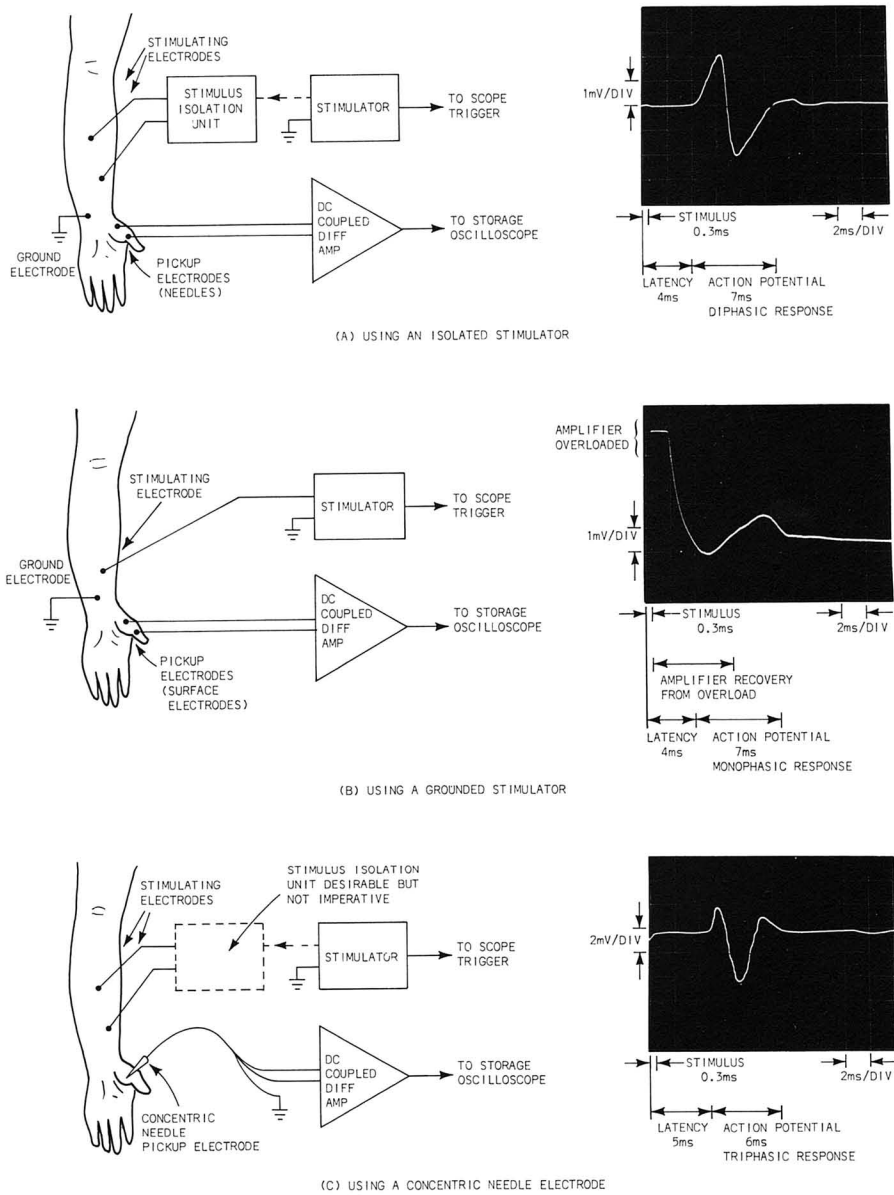 STIMULATING
ELECTRODES
STIMULUS
ISOLATION
UNIT
STIMULATOR
TO SCOPE
TRIGGER
GROUND
ELECTRODE
PICKUP
ELECTRODES
(NEEDLES)
DC
COUPLED
DIFF
AMP
TO STORAGE
OSCILLOSCOPE
1mV/DIV
STIMULUS
0.3ms
2ms/DIV
LATENCY
4ms
ACTION POTENTIAL
7ms
DIPHASIC RESPONSE
(A) USING AN ISOLATED STIMULATOR
STIMULATING
ELECTRODE
STIMULATOR
TO SCOPE
TRIGGER
GROUND
ELECTRODE
PICKUP
ELECTRODES
(SURFACE
ELECTRODES)
DC
COUPLED
DIFF
AMP
TO STORAGE
OSCILLOSCOPE
AMPLIFIER
OVERLOADED
1mV/DIV
STIMULUS
0.3ms
2ms/DIV
AMPLIFIER RECOVERY
FROM OVERLOAD
LATENCY
4ms
ACTION POTENTIAL
7ms
MONOPHASIC RESPONSE
(B) USING A GROUNDED STIMULATOR
STIMULATING
ELECTRODES
STIMULUS ISOLATION
UNIT DESIRABLE BUT
NOT IMPERATIVE
STIMULATOR
TO SCOPE
TRIGGER
CONCENTRIC
NEEDLE
PICKUP ELECTRODE
DC
COUPLED
DIFF
AMP
TO STORAGE
OSCILLOSCOPE
2mV/DIV
STIMULUS
0.3ms
2ms/DIV
LATENCY
5ms
ACTION POTENTIAL
6ms
TRIPHASIC RESPONSE
(C) USING A CONCENTRIC NEEDLE ELECTRODE